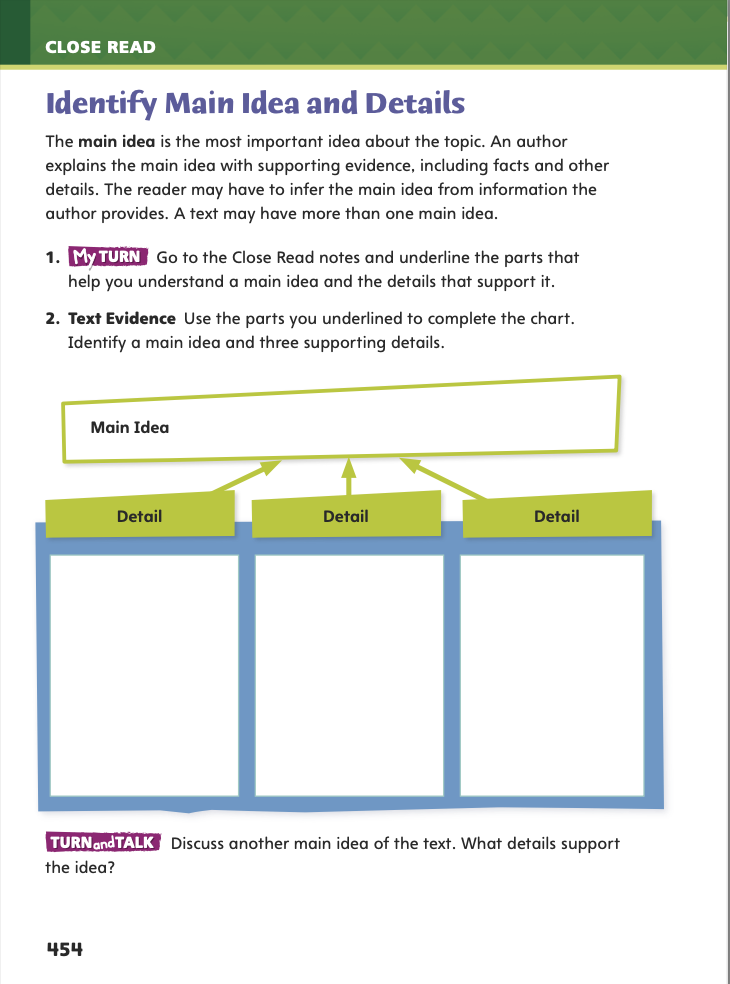 CLOSE READ
Identify Main Idea and Details
The main idea is the most important idea about the topic. An author
explains the main idea with supporting evidence, including facts and other
details. The reader may have to infer the main idea from information the
author provides. A text may have more than one main idea.
1. My TURN Go to the Close Read notes and underline the parts that
help you understand a main idea and the details that support it.
2. Text Evidence Use the parts you underlined to complete the chart.
Identify a main idea and three supporting details.
Main Idea
Detail Detail Detail
TURNandTALK Discuss another main idea of the text. What details support
the idea?
454